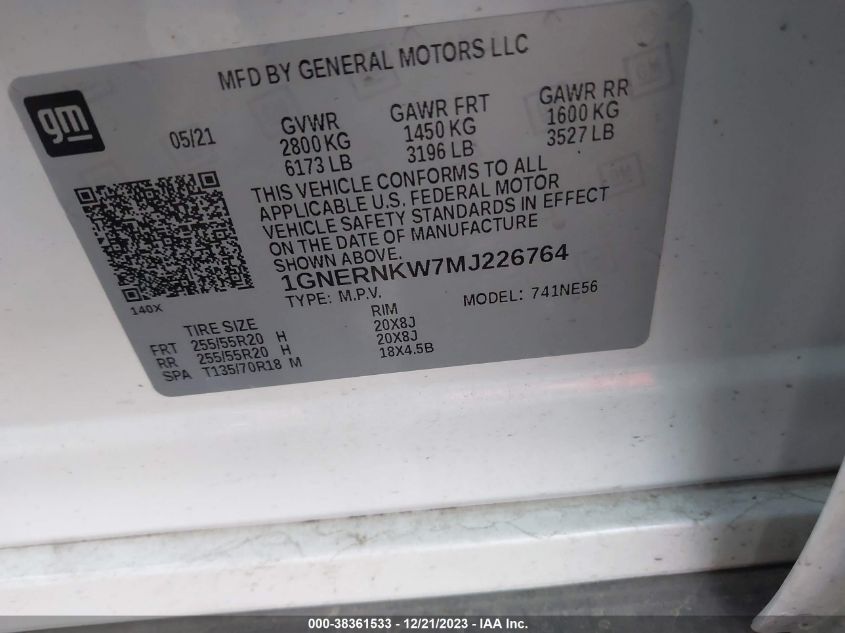 MFD BY GENERAL MOTORS LLC
gm
05/21
GVWR
2800 KG
6173 LB
GAWR FRT
1450 KG
3196 LB
GAWR RR
1600 KG
3527 LB
THIS VEHICLE CONFORMS TO ALL
APPLICABLE U.S. FEDERAL MOTOR
VEHICLE SAFETY STANDARDS IN EFFECT
ON THE DATE OF MANUFACTURE
SHOWN ABOVE.
1GNERNKW7MJ226764
TYPE: M.P.V. MODEL: 741NE56
140X
TIRE SIZE RIM
FRT 255/55R20 H 20X8J
RR 255/55R20 H 20X8J
SPA T135/70R18 M 18X4.5B
000-38361533 - 12/21/2023 - IAA Inc.